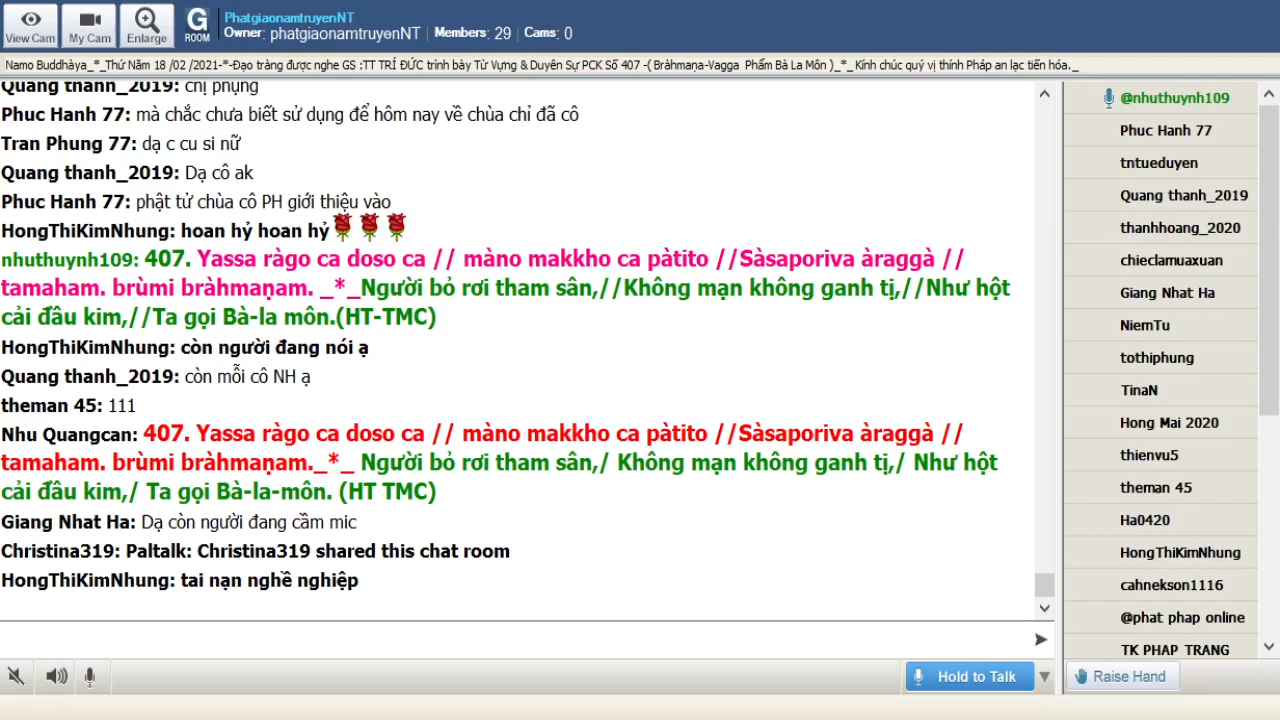 View Cam
My Cam
Enlarge
G
ROOM
PhatgiaonamtruyenNT
Owner: phatgiaonamtruyenNT | Members: 29 | Cams: 0
Namo Buddhàya_*_Thứ Năm 18 /02 /2021-*-Đạo tràng được nghe GS :TT TRÍ ĐỨC trình bày Từ Vựng & Duyên Sự PCK Số 407 -( Bràhmaṇa-Vagga Phẩm Bà La Môn )_*_ Kính chúc quý vị thính Pháp an lạc tiến hóa._
Quang thanh_2019: chị phụng
Phuc Hanh 77: mà chắc chưa biết sử dụng để hôm nay về chùa chỉ đã cô
Tran Phung 77: dạ c cu si nữ
Quang thanh_2019: Dạ cô ak
Phuc Hanh 77: phật tử chùa cô PH giới thiệu vào
HongThiKimNhung: hoan hỷ hoan hỷ
nhuthuynh109: 407. Yassa ràgo ca doso ca // màno makkho ca pàtito //Sàsaporiva àraggà //
tamaham. brùmi bràhmaṇam. _*_Người bỏ rơi tham sân,//Không mạn không ganh tị,//Như hột
cải đầu kim,//Ta gọi Bà-la môn.(HT-TMC)
HongThiKimNhung: còn người đang nói ạ
Quang thanh_2019: còn mỗi cô NH ạ
theman 45: 111
Nhu Quangcan: 407. Yassa ràgo ca doso ca // màno makkho ca pàtito //Sàsaporiva àraggà //
tamaham. brùmi bràhmaṇam._*_ Người bỏ rơi tham sân,/ Không mạn không ganh tị,/ Như hột
cải đầu kim,/ Ta gọi Bà-la-môn. (HT TMC)
Giang Nhat Ha: Dạ còn người đang cầm mic
Christina319: Paltalk: Christina319 shared this chat room
HongThiKimNhung: tai nạn nghề nghiệp
Hold to Talk
@nhuthuynh109
Phuc Hanh 77
tntueduyen
Quang thanh_2019
thanhhoang_2020
chieclamuaxuan
Giang Nhat Ha
NiemTu
tothiphung
TinaN
Hong Mai 2020
thienvu5
theman 45
Ha0420
HongThiKimNhung
cahnekson1116
@phat phap online
TK PHAP TRANG
Raise Hand